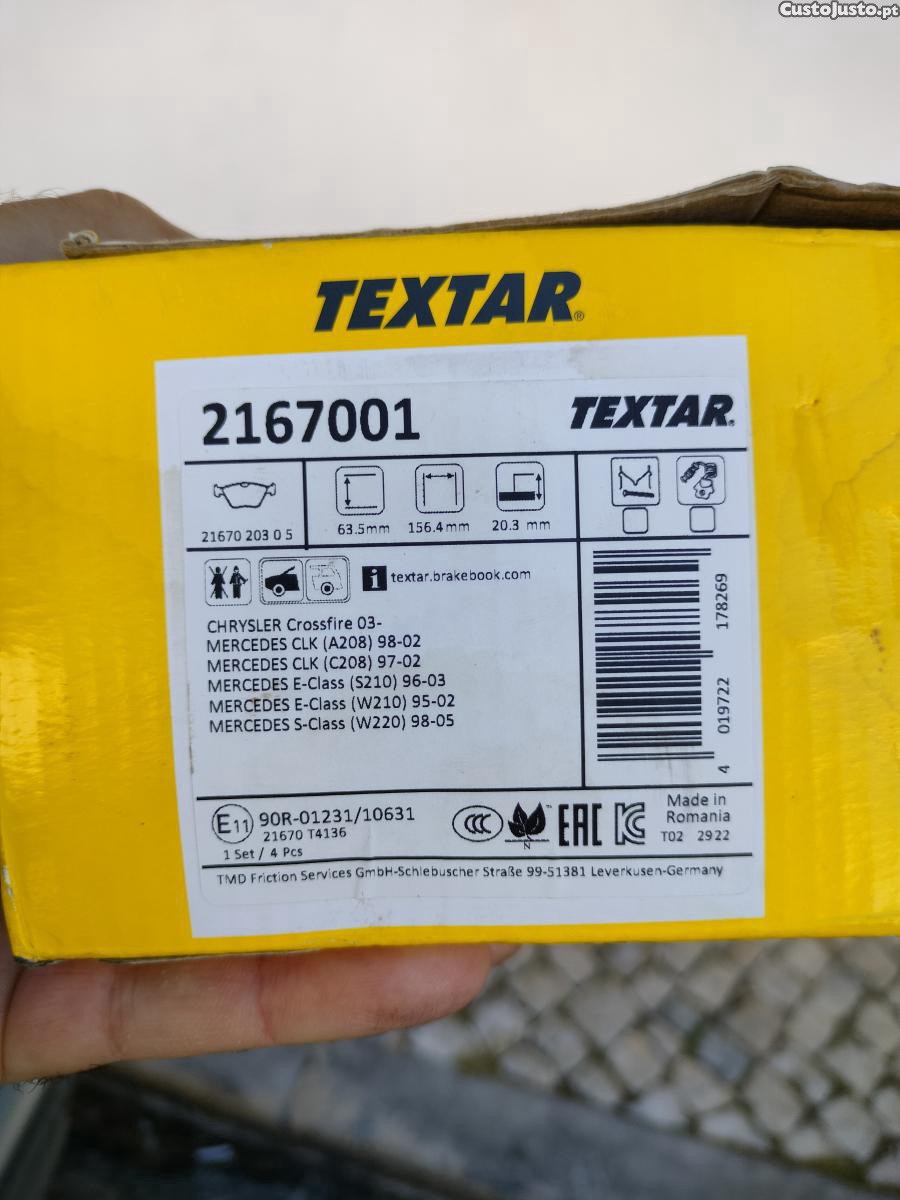 CustoJusto.pt
TEXTAR®
2167001
TEXTAR®
21670 203 0 5
63.5mm 156.4mm 20.3 mm
i textar.brakebook.com
CHRYSLER Crossfire 03-
MERCEDES CLK (A208) 98-02
MERCEDES CLK (C208) 97-02
MERCEDES E-Class (S210) 96-03
MERCEDES E-Class (W210) 95-02
MERCEDES S-Class (W220) 98-05
4 019722 178269
E11 90R-01231/10631
21670 T4136
1 Set / 4 Pcs
CCC
N
EAC
Made in
Romania
T02 2922
TMD Friction Services GmbH-Schlebuscher Straße 99-51381 Leverkusen-Germany